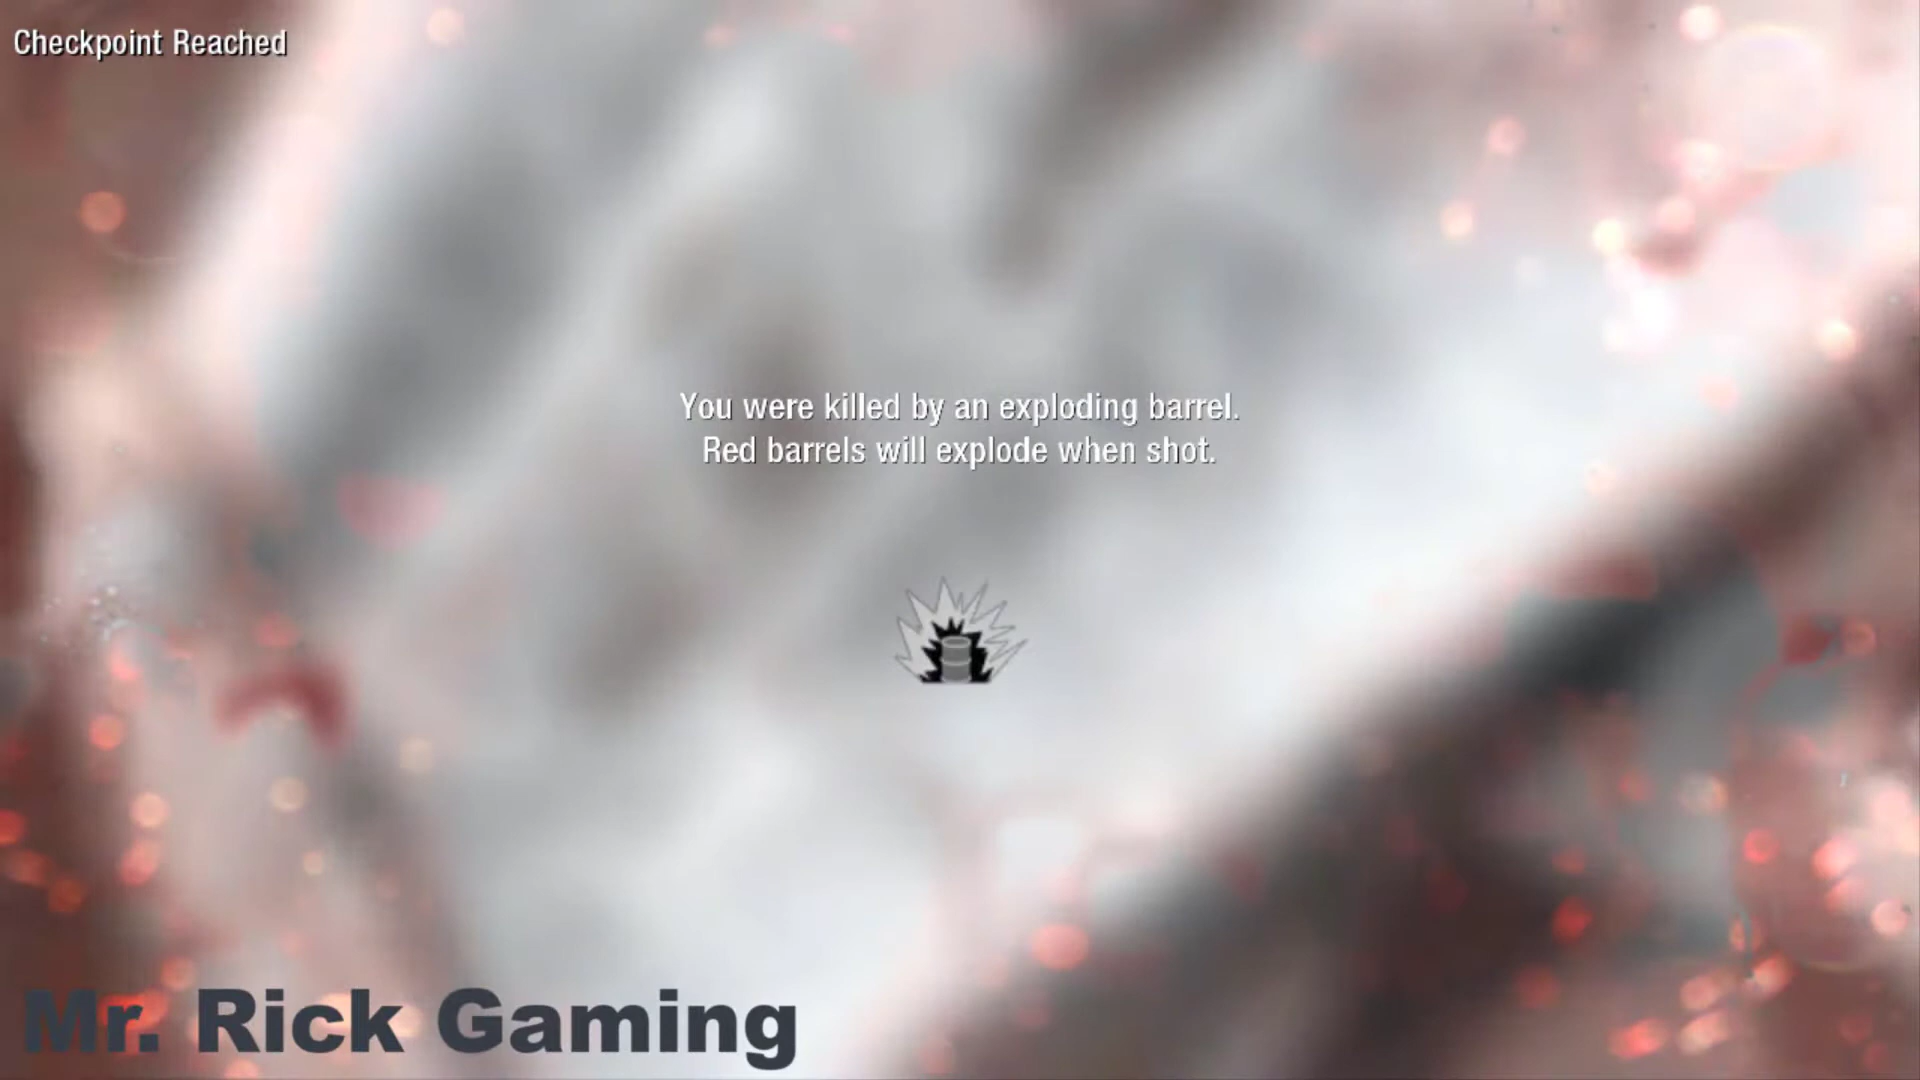 Checkpoint Reached
You were killed by an exploding barrel.
Red barrels will explode when shot.
Mr. Rick Gaming